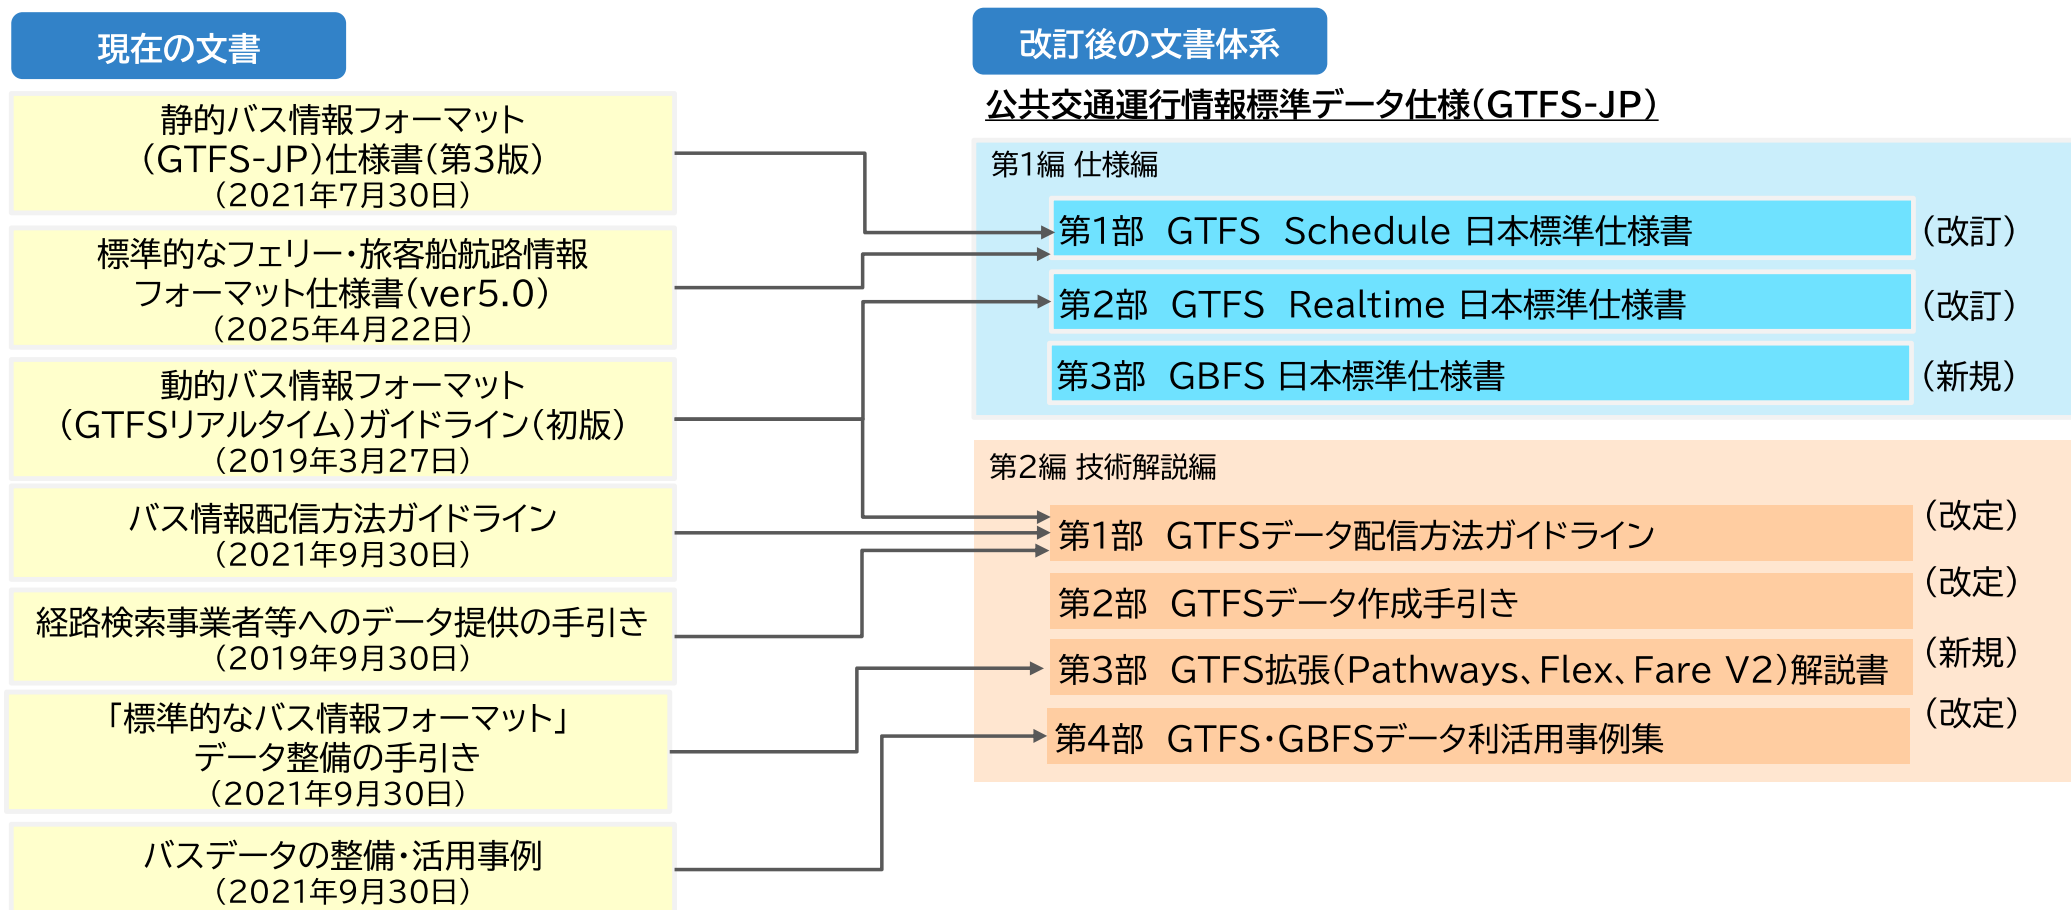 現在の文書
静的バス情報フォーマット
（GTFS-JP）仕様書（第3版）
（2021年7月30日）
標準的なフェリー・旅客船航路情報
フォーマット仕様書（ver5.0）
（2025年4月22日）
動的バス情報フォーマット
（GTFSリアルタイム）ガイドライン（初版）
（2019年3月27日）
バス情報配信方法ガイドライン
（2021年9月30日）
経路検索事業者等へのデータ提供の手引き
（2019年9月30日）
「標準的なバス情報フォーマット」
データ整備の手引き
（2021年9月30日）
バスデータの整備・活用事例
（2021年9月30日）
改訂後の文書体系
公共交通運行情報標準データ仕様（GTFS-JP）
第1編 仕様編
第1部 GTFS Schedule 日本標準仕様書 （改訂）
第2部 GTFS Realtime 日本標準仕様書 （改訂）
第3部 GBFS 日本標準仕様書 （新規）
第2編 技術解説編
第1部 GTFSデータ配信方法ガイドライン （改定）
第2部 GTFSデータ作成手引き （改定）
第3部 GTFS拡張（Pathways、Flex、Fare V2）解説書 （新規）
第4部 GTFS・GBFSデータ利活用事例集 （改定）